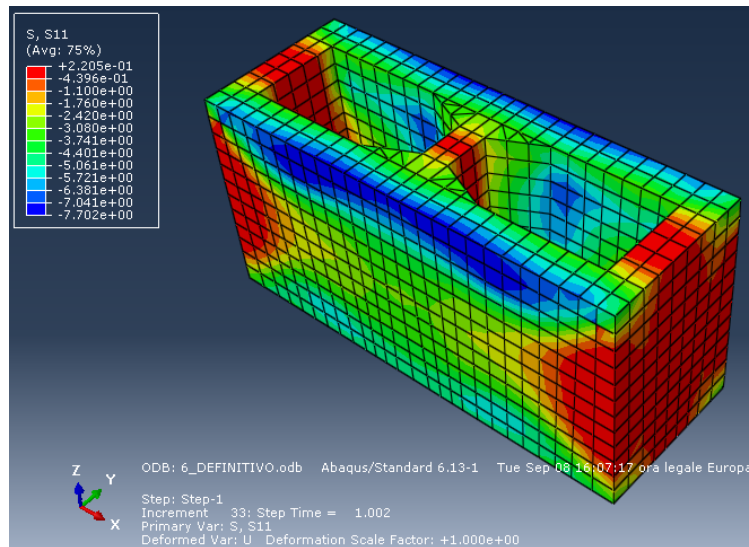 S, S11
(Avg: 75%)
+2.205e-01
-4.396e-01
-1.100e+00
-1.760e+00
-2.420e+00
-3.080e+00
-3.741e+00
-4.401e+00
-5.061e+00
-5.721e+00
-6.381e+00
-7.041e+00
-7.702e+00
Z
Y
X
ODB: 6_DEFINITIVO.odb Abaqus/Standard 6.13-1 Tue Sep 08 16:07:17 ora legale Europa
Step: Step-1
Increment 33: Step Time = 1.002
Primary Var: S, S11
Deformed Var: U Deformation Scale Factor: +1.000e+00